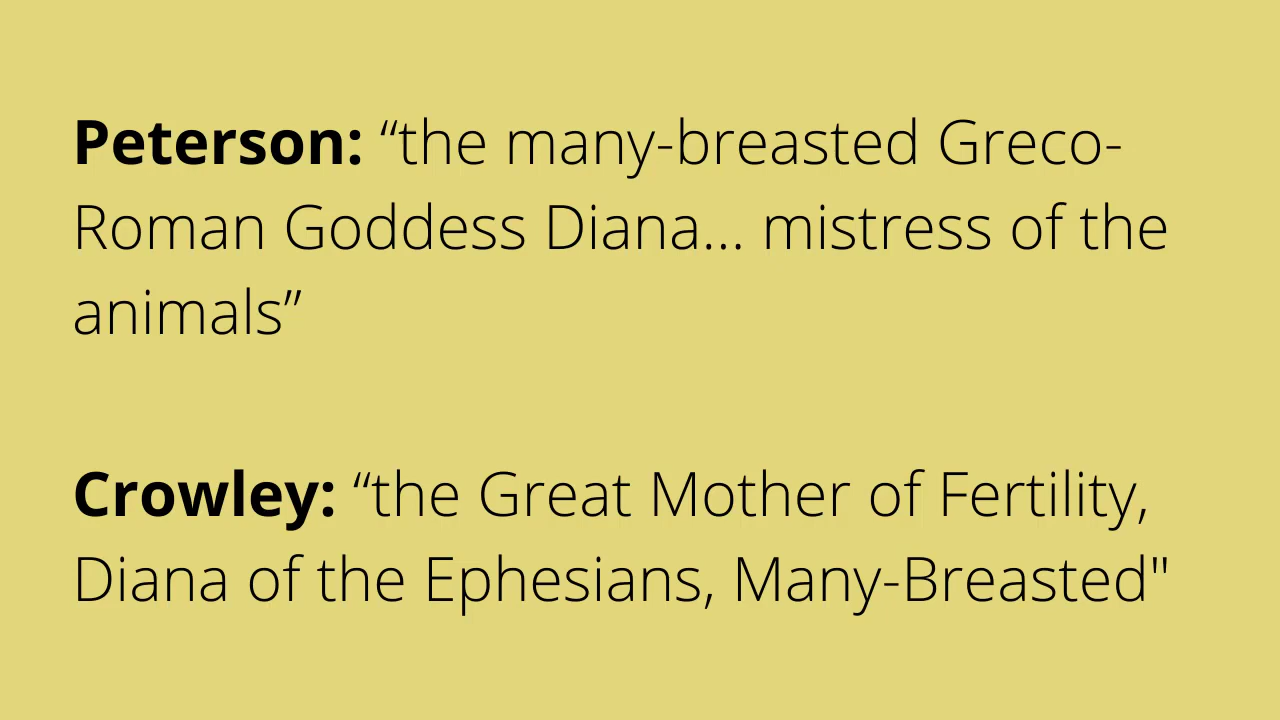 Peterson: “the many-breasted Greco-
Roman Goddess Diana... mistress of the
animals”
Crowley: “the Great Mother of Fertility,
Diana of the Ephesians, Many-Breasted"